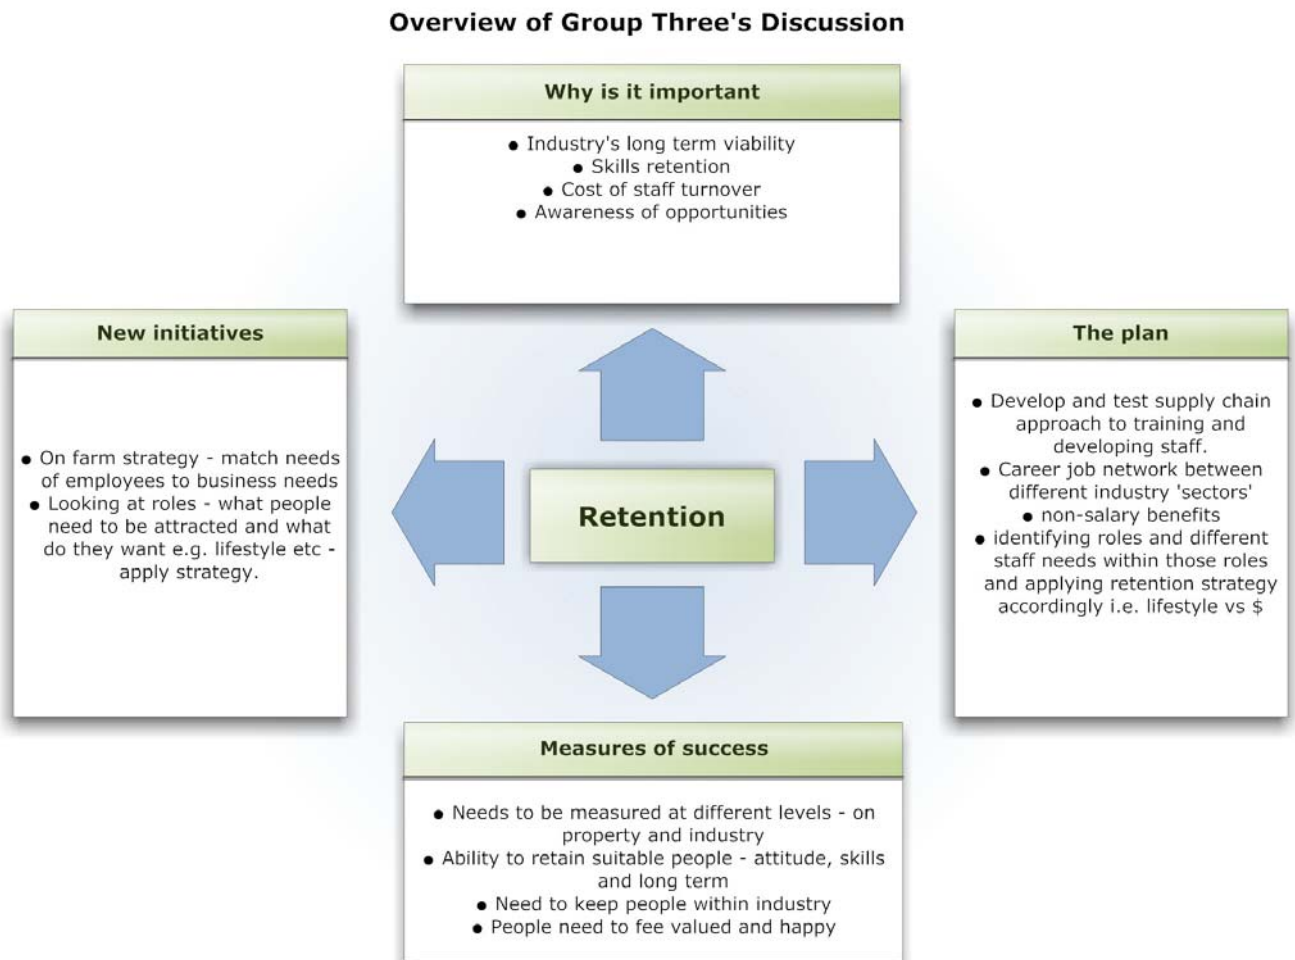 Overview of Group Three's Discussion
Why is it important
● Industry's long term viability
● Skills retention
● Cost of staff turnover
● Awareness of opportunities
New initiatives
● On farm strategy - match needs
of employees to business needs
● Looking at roles - what people
need to be attracted and what
do they want e.g. lifestyle etc -
apply strategy.
Retention
The plan
● Develop and test supply chain
approach to training and
developing staff.
● Career job network between
different industry 'sectors'
● non-salary benefits
● identifying roles and different
staff needs within those roles
and applying retention strategy
accordingly i.e. lifestyle vs $
Measures of success
● Needs to be measured at different levels - on
property and industry
● Ability to retain suitable people - attitude, skills
and long term
● Need to keep people within industry
● People need to fee valued and happy